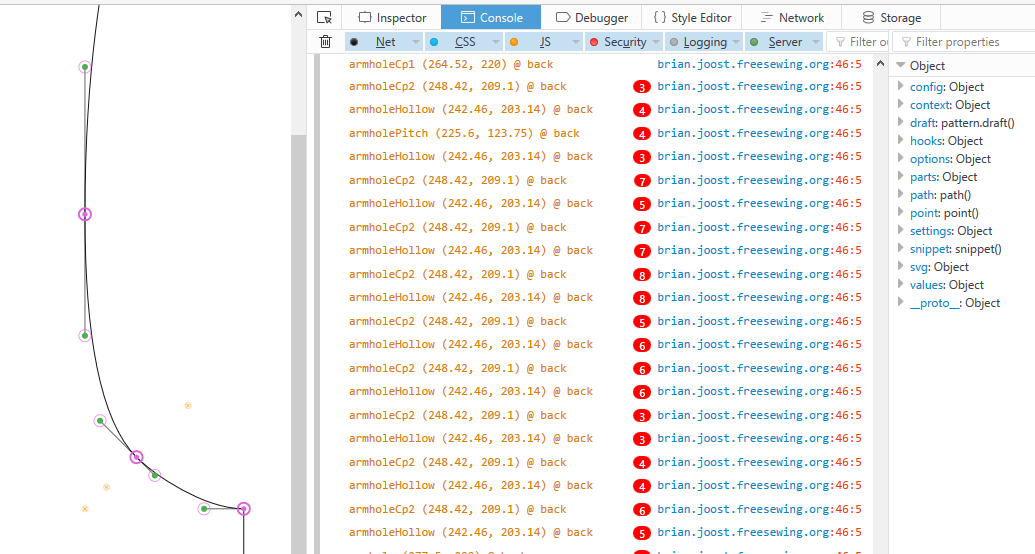 Inspector Console Debugger { } Style Editor Network Storage
Net CSS JS Security Logging Server Filter ou Filter properties
armholeCp1 (264.52, 220) @ back brian.joost.freesewing.org:46:5
armholeCp2 (248.42, 209.1) @ back 3 brian.joost.freesewing.org:46:5
armholeHollow (242.46, 203.14) @ back 4 brian.joost.freesewing.org:46:5
armholePitch (225.6, 123.75) @ back 4 brian.joost.freesewing.org:46:5
armholeHollow (242.46, 203.14) @ back 3 brian.joost.freesewing.org:46:5
armholeCp2 (248.42, 209.1) @ back 7 brian.joost.freesewing.org:46:5
armholeHollow (242.46, 203.14) @ back 5 brian.joost.freesewing.org:46:5
armholeCp2 (248.42, 209.1) @ back 7 brian.joost.freesewing.org:46:5
armholeHollow (242.46, 203.14) @ back 7 brian.joost.freesewing.org:46:5
armholeCp2 (248.42, 209.1) @ back 8 brian.joost.freesewing.org:46:5
armholeHollow (242.46, 203.14) @ back 8 brian.joost.freesewing.org:46:5
armholeCp2 (248.42, 209.1) @ back 5 brian.joost.freesewing.org:46:5
armholeHollow (242.46, 203.14) @ back 6 brian.joost.freesewing.org:46:5
armholeCp2 (248.42, 209.1) @ back 6 brian.joost.freesewing.org:46:5
armholeHollow (242.46, 203.14) @ back 6 brian.joost.freesewing.org:46:5
armholeCp2 (248.42, 209.1) @ back 3 brian.joost.freesewing.org:46:5
armholeHollow (242.46, 203.14) @ back 3 brian.joost.freesewing.org:46:5
armholeCp2 (248.42, 209.1) @ back 4 brian.joost.freesewing.org:46:5
armholeHollow (242.46, 203.14) @ back 4 brian.joost.freesewing.org:46:5
armholeCp2 (248.42, 209.1) @ back 6 brian.joost.freesewing.org:46:5
armholeHollow (242.46, 203.14) @ back 5 brian.joost.freesewing.org:46:5
Object
config: Object
context: Object
draft: pattern.draft()
hooks: Object
options: Object
parts: Object
path: path()
point: point()
settings: Object
snippet: snippet()
svg: Object
values: Object
__proto__: Object